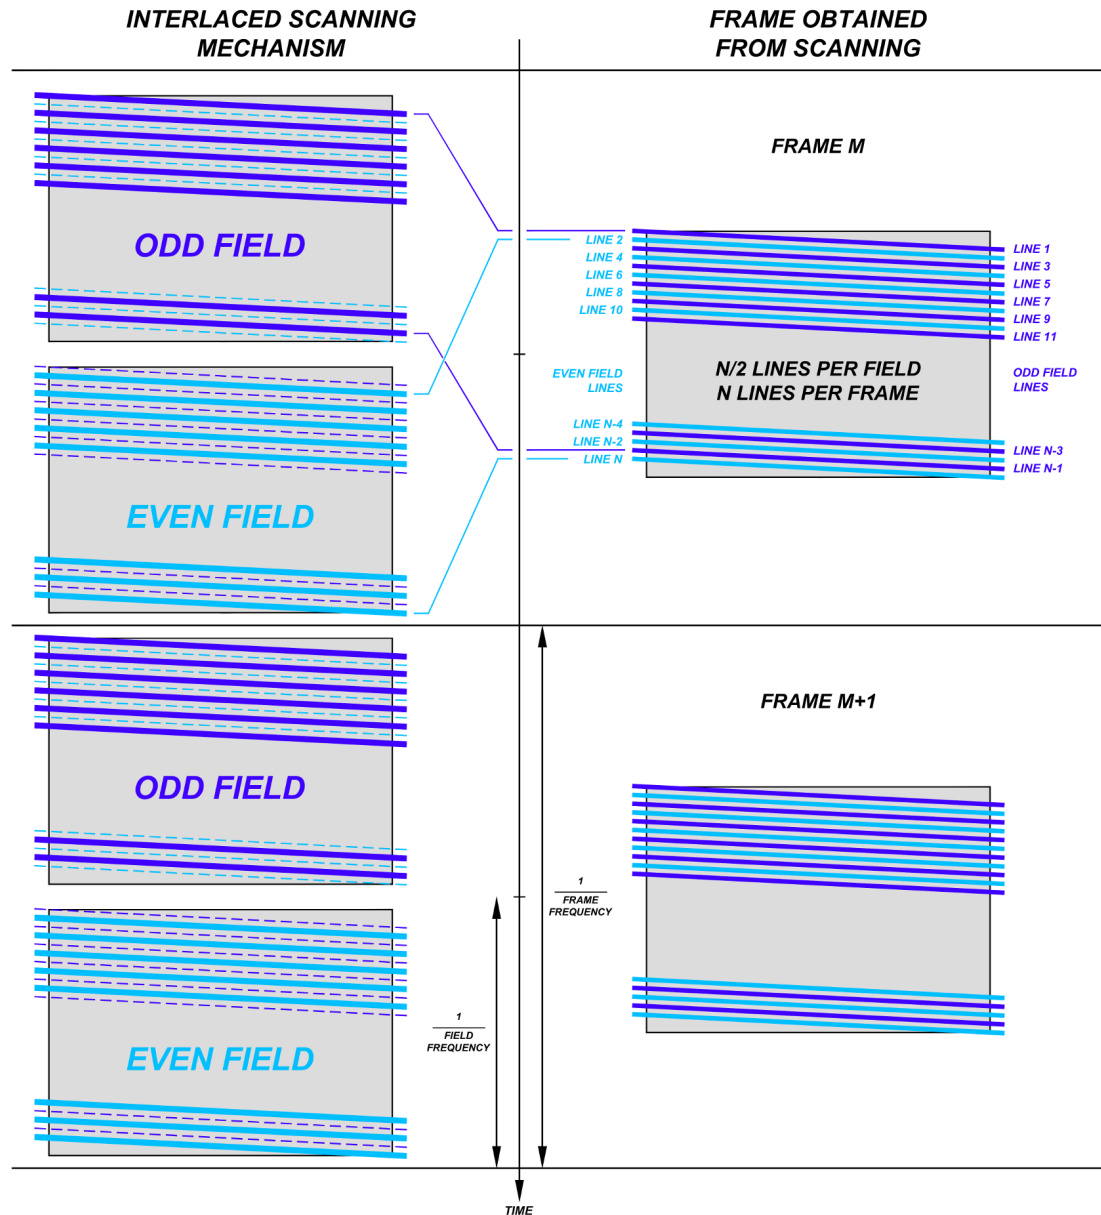 INTERLACED SCANNING
MECHANISM
FRAME OBTAINED
FROM SCANNING
ODD FIELD
EVEN FIELD
FRAME M
LINE 2
LINE 4
LINE 6
LINE 8
LINE 10
LINE 1
LINE 3
LINE 5
LINE 7
LINE 9
LINE 11
EVEN FIELD
LINES
N/2 LINES PER FIELD
N LINES PER FRAME
ODD FIELD
LINES
LINE N-4
LINE N-2
LINE N
LINE N-3
LINE N-1
ODD FIELD
EVEN FIELD
1
FIELD
FREQUENCY
1
FRAME
FREQUENCY
FRAME M+1
TIME